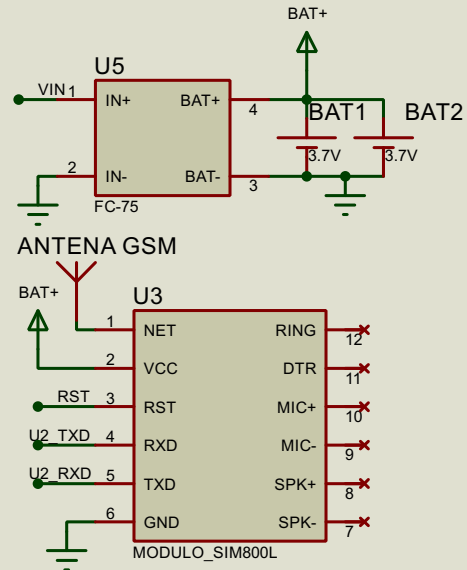 BAT+
U5
VIN 1 IN+ BAT+ 4
BAT1 BAT2
3.7V 3.7V
2 IN- BAT- 3
FC-75
ANTENA GSM
BAT+
U3
1 NET RING 12
2 VCC DTR 11
RST 3 RST MIC+ 10
U2_TXD 4 RXD MIC- 9
U2_RXD 5 TXD SPK+ 8
6 GND SPK- 7
MODULO_SIM800L